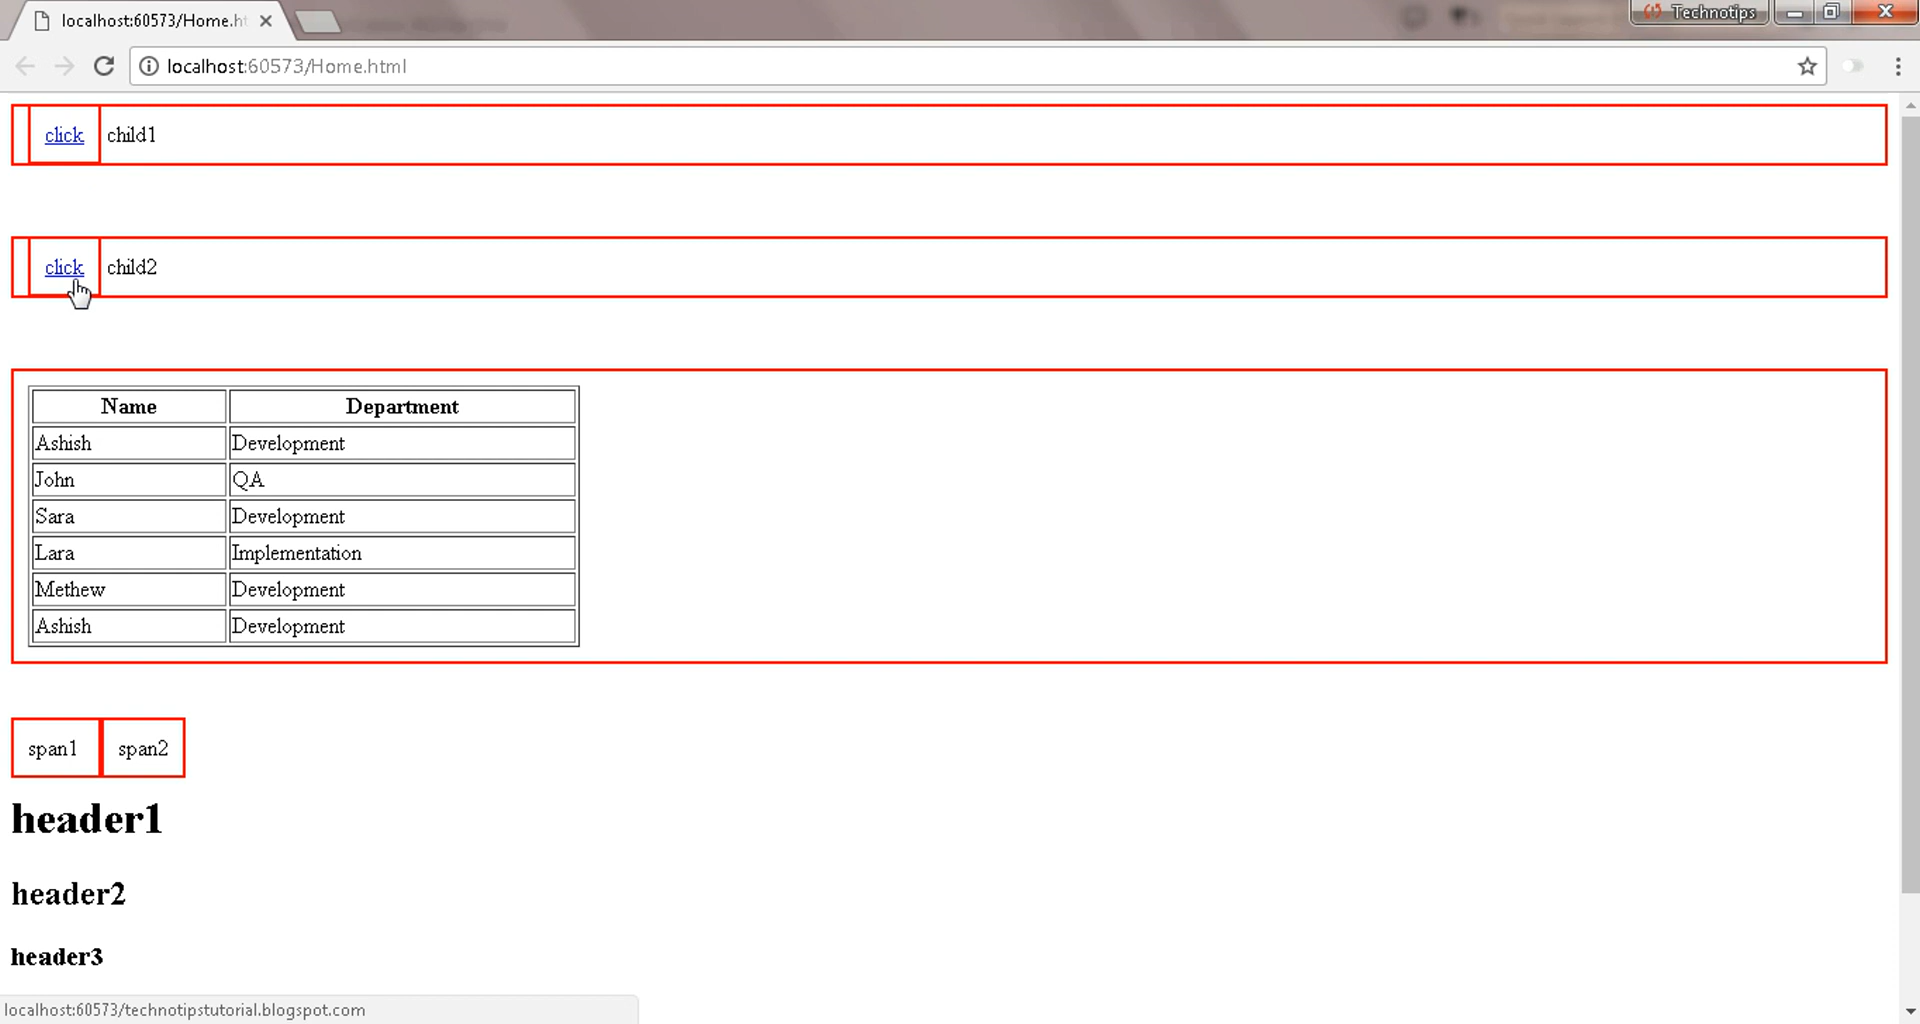 localhost:60573/Home.ht
Technotips
localhost:60573/Home.html
click child1
click child2
Name Department
Ashish Development
John QA
Sara Development
Lara Implementation
Methew Development
Ashish Development
span1 span2
header1
header2
header3
localhost:60573/technotipstutorial.blogspot.com